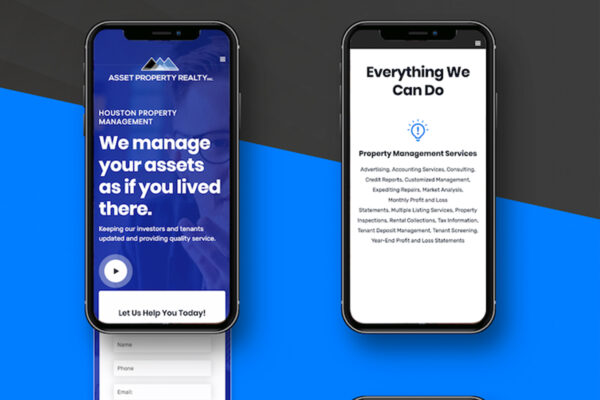 ASSET PROPERTY REALTY INC.
HOUSTON PROPERTY
MANAGEMENT
We manage
your assets
as if you lived
there.
Keeping our investors and tenants
updated and providing quality service.
Let Us Help You Today!
Name
Phone
Email:
Everything We
Can Do
Property Management Services
Advertising, Accounting Services, Consulting,
Credit Reports, Customized Management,
Expediting Repairs, Market Analysis,
Monthly Profit and Loss
Statements, Multiple Listing Services, Property
Inspections, Rental Collections, Tax Information,
Tenant Deposit Management, Tenant Screening,
Year-End Profit and Loss Statements